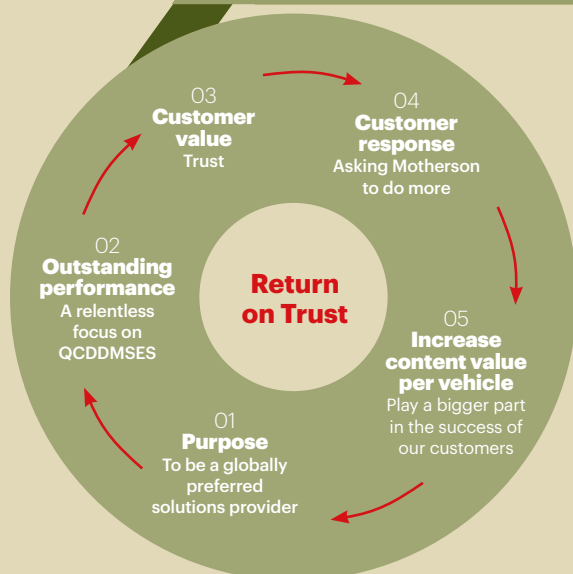 Return
on Trust
01
Purpose
To be a globally
preferred
solutions provider
02
Outstanding
performance
A relentless
focus on
QCDDMSES
03
Customer
value
Trust
04
Customer
response
Asking Motherson
to do more
05
Increase
content value
per vehicle
Play a bigger part
in the success of
our customers